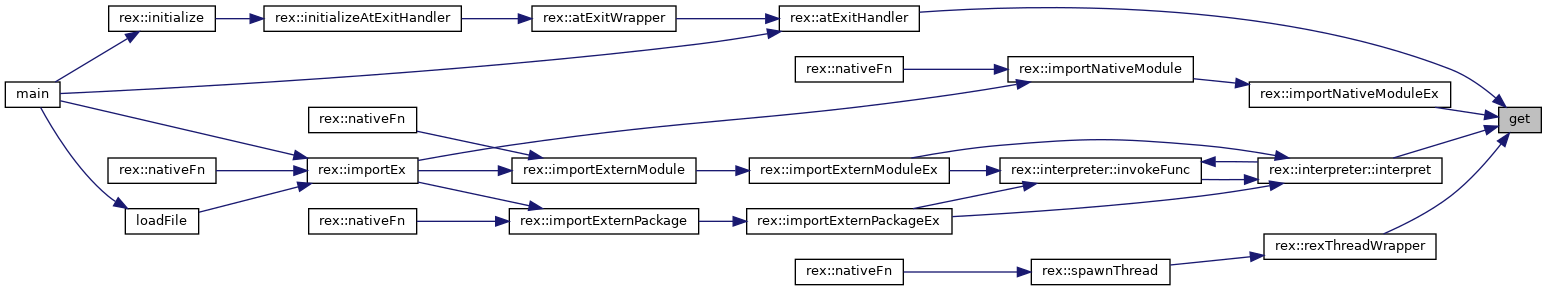 rex::initialize
rex::initializeAtExitHandler
rex::atExitWrapper
rex::atExitHandler
rex::nativeFn
rex::importNativeModule
main
rex::importNativeModuleEx
rex::nativeFn
get
rex::nativeFn
rex::importEx
rex::importExternModule
rex::importExternModuleEx
rex::interpreter::invokeFunc
rex::interpreter::interpret
loadFile
rex::nativeFn
rex::importExternPackage
rex::importExternPackageEx
rex::rexThreadWrapper
rex::nativeFn
rex::spawnThread